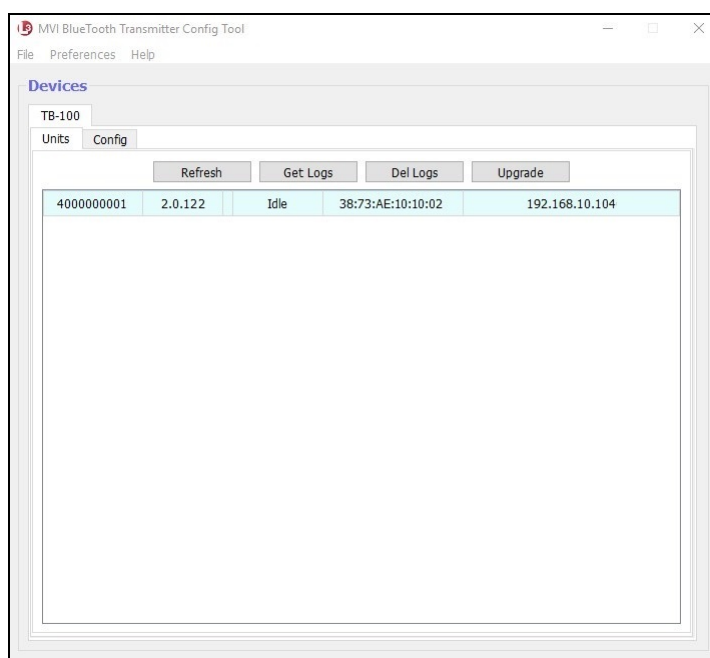 MVI BlueTooth Transmitter Config Tool
File Preferences Help
Devices
TB-100
Units Config
Refresh Get Logs Del Logs Upgrade
4000000001 2.0.122 Idle 38:73:AE:10:10:02 192.168.10.104